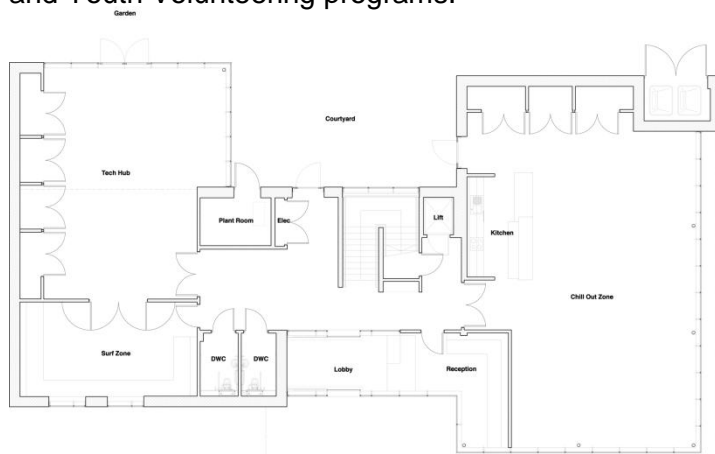 and Youth Volunteering programs.
Garden
Courtyard
Tech Hub
Plant Room
Elec
Lift
Kitchen
Chill Out Zone
Surf Zone
DWC
DWC
Lobby
Reception